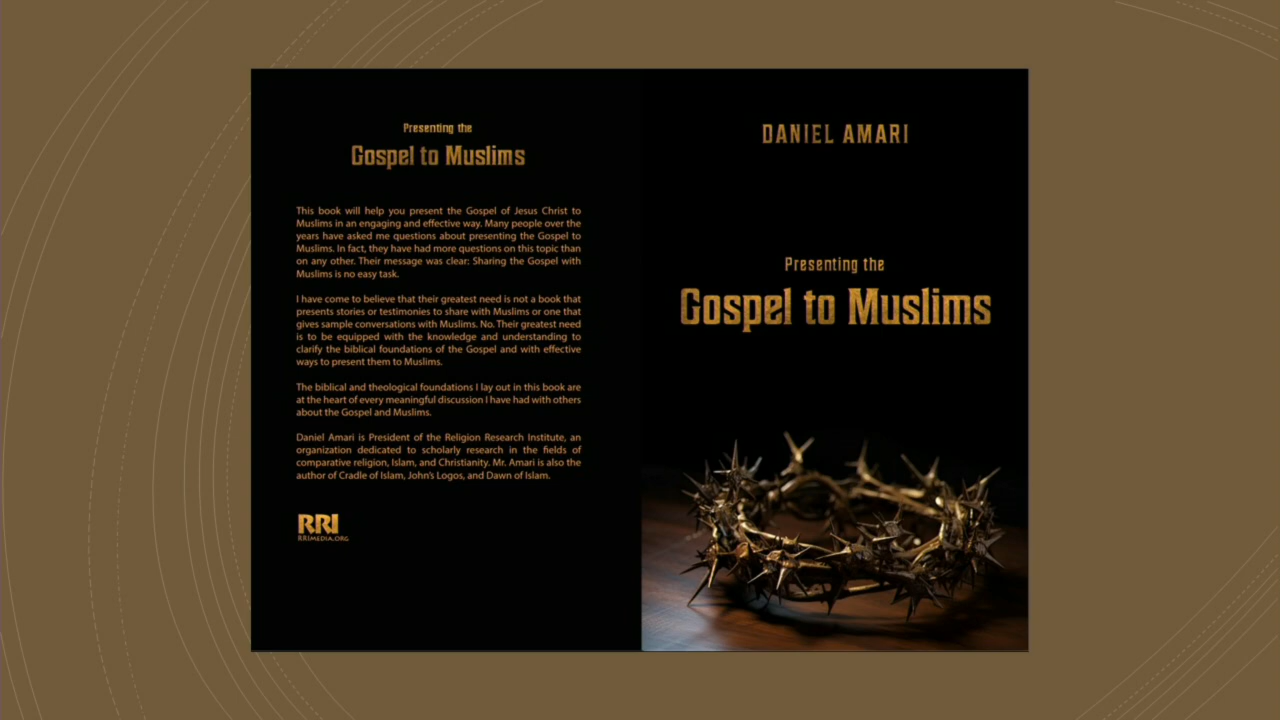 Presenting the
Gospel to Muslims
This book will help you present the Gospel of Jesus Christ to
Muslims in an engaging and effective way. Many people over the
years have asked me questions about presenting the Gospel to
Muslims. In fact, they have had more questions on this topic than
on any other. Their message was clear: Sharing the Gospel with
Muslims is no easy task.
I have come to believe that their greatest need is not a book that
presents stories or testimonies to share with Muslims or one that
gives sample conversations with Muslims. No. Their greatest need
is to be equipped with the knowledge and understanding to
clarify the biblical foundations of the Gospel and with effective
ways to present them to Muslims.
The biblical and theological foundations I lay out in this book are
at the heart of every meaningful discussion I have had with others
about the Gospel and Muslims.
Daniel Amari is President of the Religion Research Institute, an
organization dedicated to scholarly research in the fields of
comparative religion, Islam, and Christianity. Mr. Amari is also the
author of Cradle of Islam, John's Logos, and Dawn of Islam.
RRI
RRIMEDIA.ORG
DANIEL AMARI
Presenting the
Gospel to Muslims